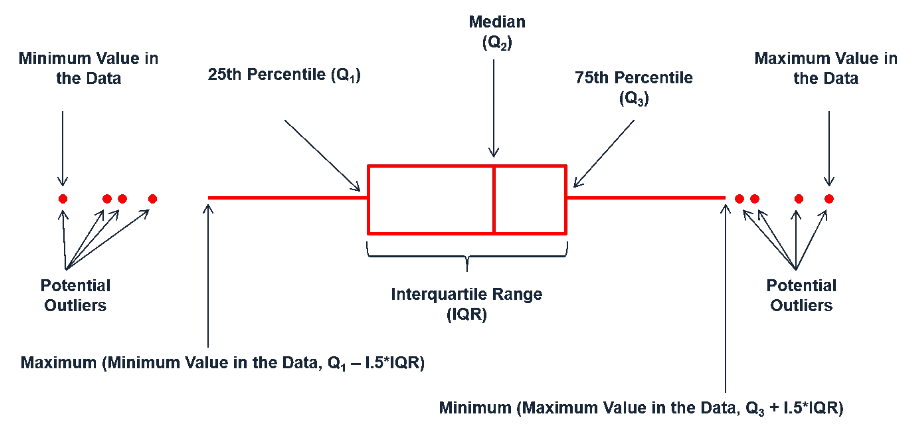 Median
(Q2)
Minimum Value in
the Data
Maximum Value in
the Data
25th Percentile (Q1)
75th Percentile
(Q3)
Potential
Outliers
Interquartile Range
(IQR)
Potential
Outliers
Maximum (Minimum Value in the Data, Q1 – I.5*IQR)
Minimum (Maximum Value in the Data, Q3 + I.5*IQR)